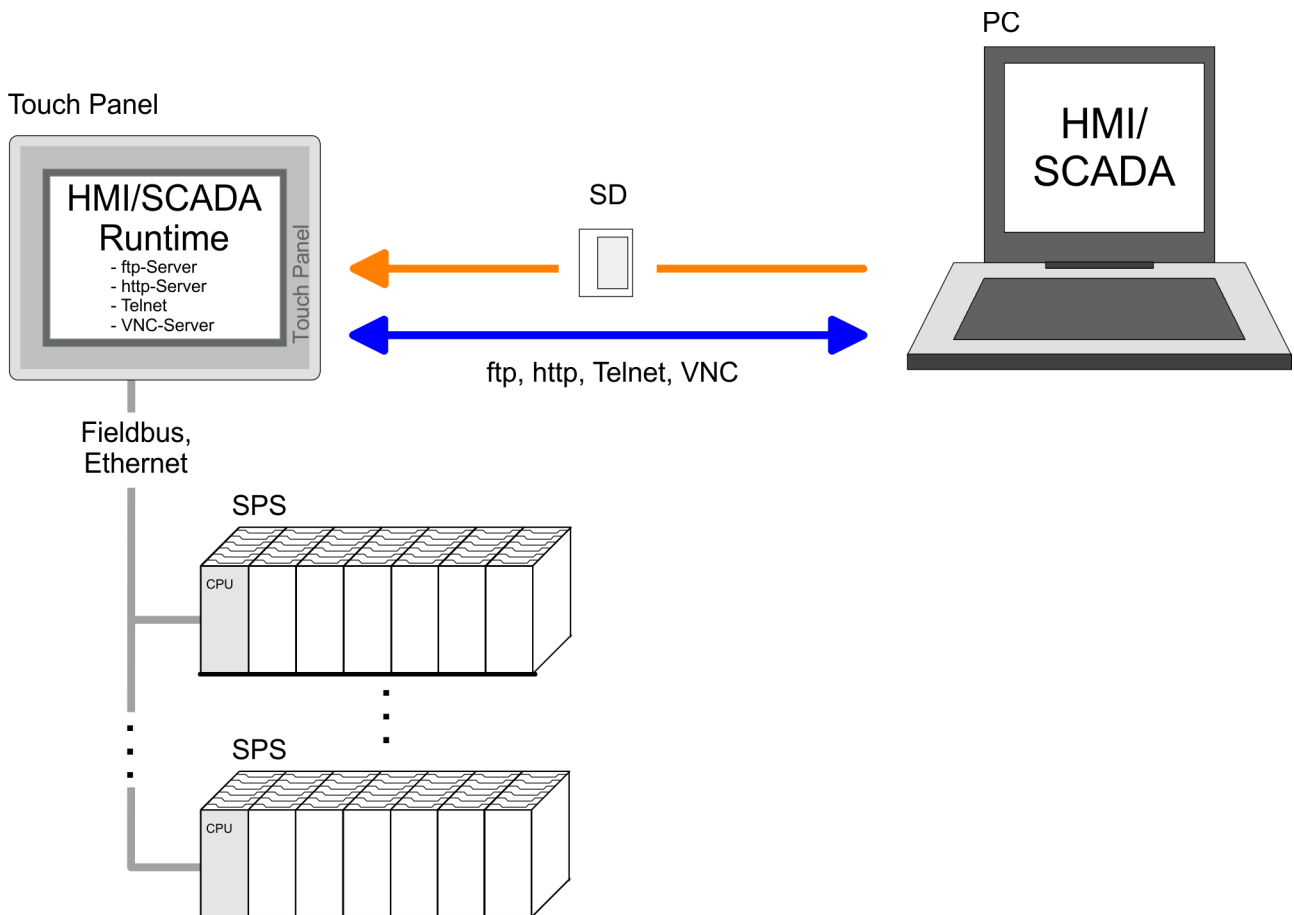 PC
Touch Panel
HMI/SCADA
Runtime
- ftp-Server
- http-Server
- Telnet
- VNC-Server
Touch Panel
SD
HMI/
SCADA
ftp, http, Telnet, VNC
Fieldbus,
Ethernet
SPS
CPU
SPS
CPU